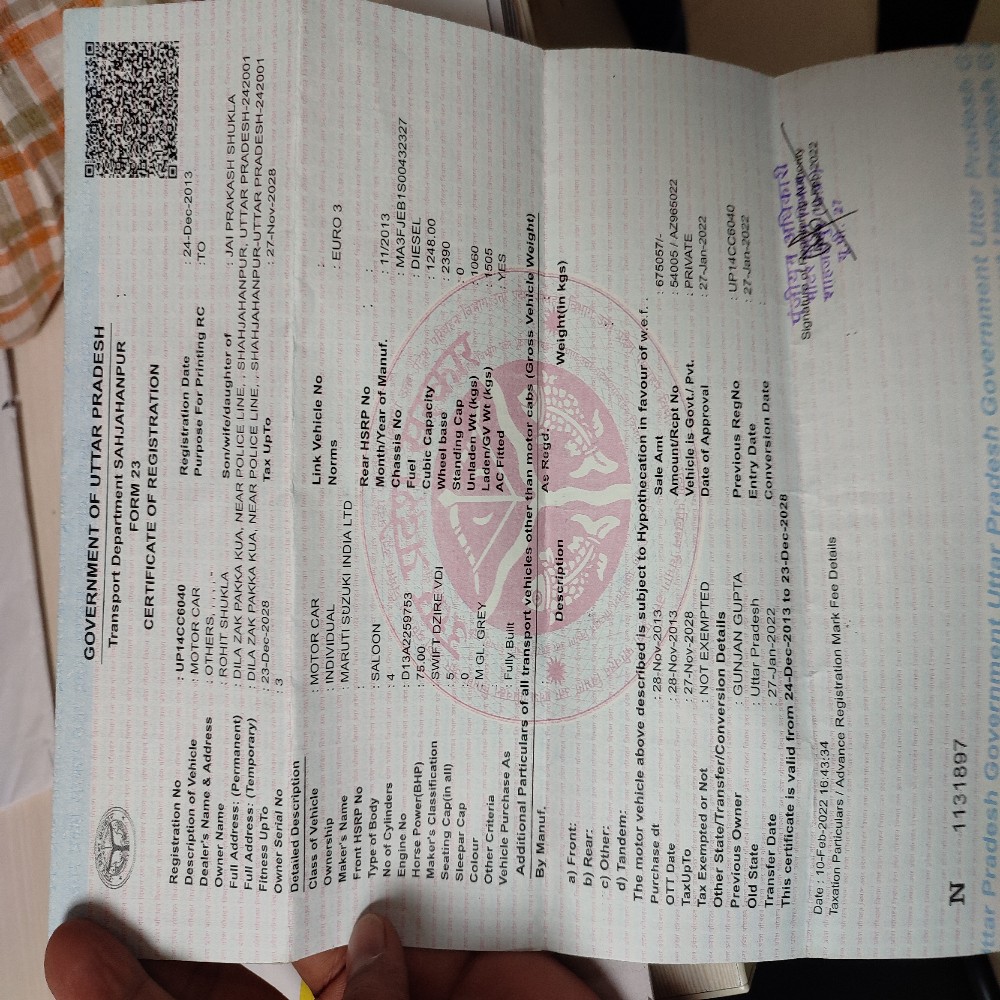 GOVERNMENT OF UTTAR PRADESH
Transport Department SAHJAHANPUR :
FORM 23
CERTIFICATE OF REGISTRATION
Registration No : UP14CC6040 Registration Date : 24-Dec-2013
Description of Vehicle : MOTOR CAR Purpose For Printing RC : TO
Dealer's Name & Address : OTHERS, , , , "
Owner Name : ROHIT SHUKLA Son/wife/daughter of : JAI PRAKASH SHUKLA
Full Address: (Permanent) : DILA ZAK PAKKA KUA, NEAR POLICE LINE, , SHAHJAHANPUR, UTTAR PRADESH-242001
Full Address: (Temporary) : DILA ZAK PAKKA KUA, NEAR POLICE LINE, , SHAHJAHANPUR-UTTAR PRADESH-242001
Fitness UpTo : 23-Dec-2028 Tax UpTo : 27-Nov-2028
Owner Serial No : 3
Detailed Description
Class of Vehicle : MOTOR CAR Link Vehicle No :
Ownership : INDIVIDUAL Norms : EURO 3
Maker's Name : MARUTI SUZUKI INDIA LTD
Front HSRP No : Rear HSRP No :
Type of Body : SALOON Month/Year of Manuf. : 11/2013
No of Cylinders : 4 Chassis No : MA3FJEB1S00432327
Engine No : D13A2259753 Fuel : DIESEL
Horse Power(BHP) : 75.00 Cubic Capacity : 1248.00
Maker's Classification : SWIFT DZIRE VDI Wheel base : 2390
Seating Cap(in all) : 5 Standing Cap : 0
Sleepar Cap : 0 Unladen Wt (kgs) : 1060
Colour : M GL. GREY Laden/GV Wt (kgs) : 1505
Other Criteria AC Fitted : YES
Vehicle Purchase As : Fully Built
Additional Particulars of all transport vehicles other than motor cabs (Gross Vehicle Weight)
By Manuf. : As Regd.
Description Weight(in kgs)
a) Front:
b) Rear:
c) Other:
d) Tandem:
The motor vehicle above described is subject to Hypothecation in favour of w.e.f. .
Purchase dt : 28-Nov-2013 Sale Amt : 675057/-
OTT Date : 28-Nov-2013 Amount/Rcpt No : 54005 / AZ965022
TaxUpTo : 27-Nov-2028 Vehicle is Govt./ Pvt. : PRIVATE
Tax Exempted or Not : NOT EXEMPTED Date of Approval : 27-Jan-2022
Other State/Transfer/Conversion Details
Previous Owner : GUNJAN GUPTA Previous RegNo : UP14CC6040
Old State : Uttar Pradesh Entry Date : 27-Jan-2022
Transfer Date : 27-Jan-2022 Conversion Date :
This certificate is valid from 24-Dec-2013 to 23-Dec-2028
Date : 10-Feb-2022 16:43:34
Taxation Particulars / Advance Registration Mark Fee Details
N 1131897